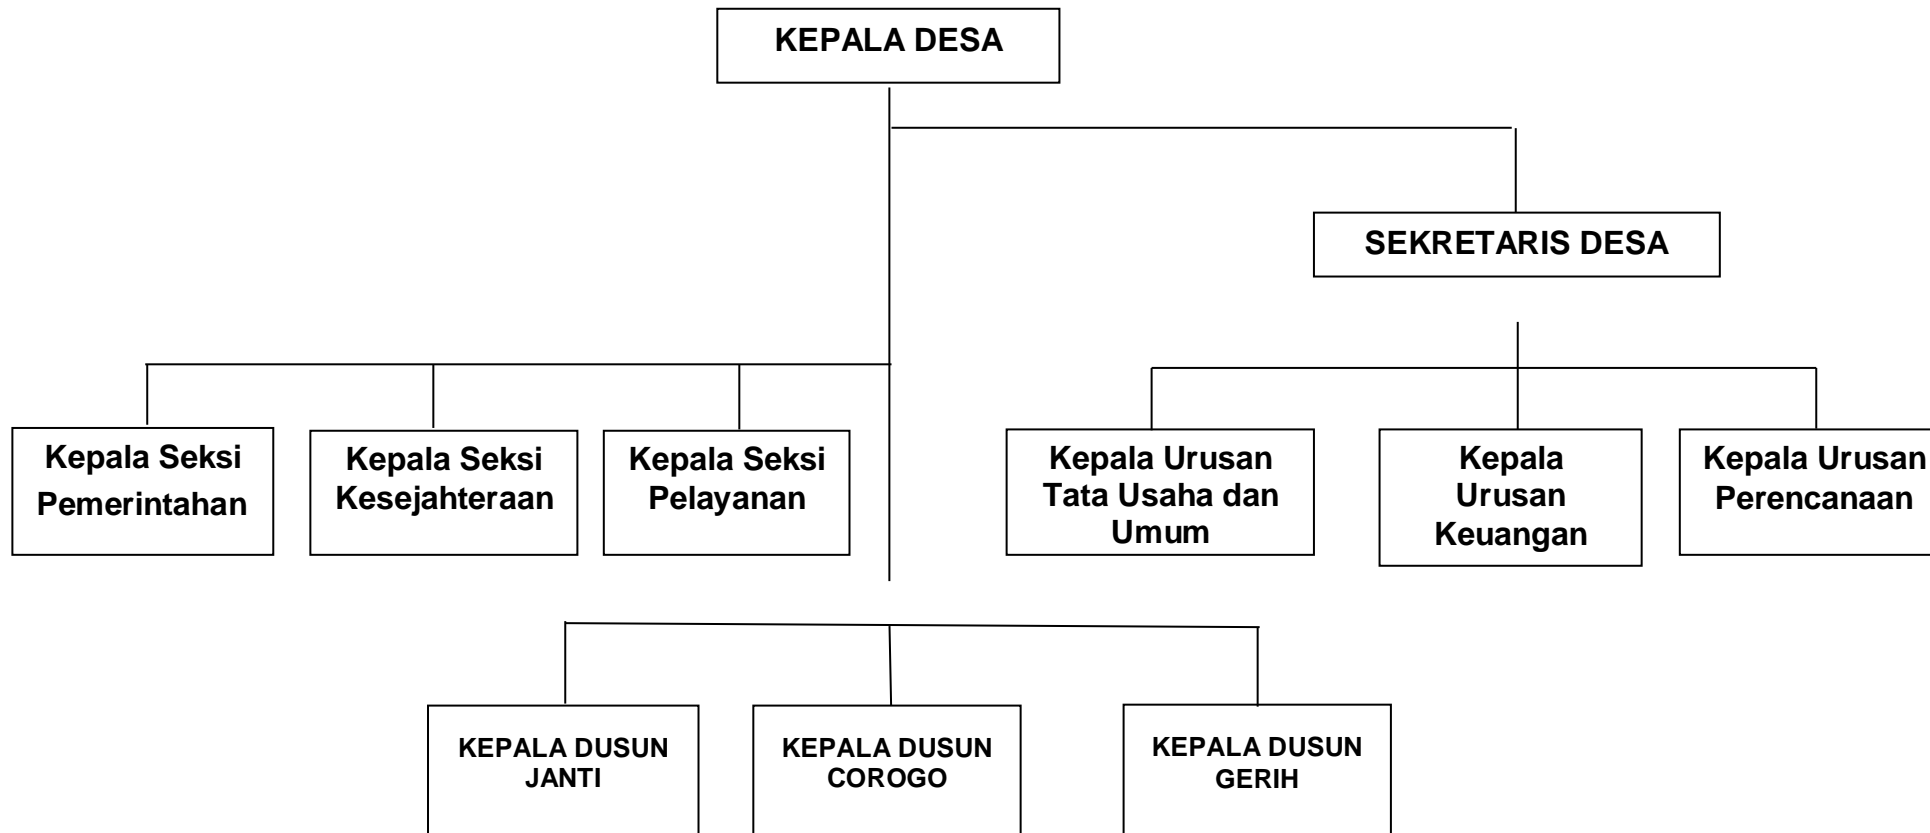 KEPALA DESA
SEKRETARIS DESA
Kepala Seksi
Pemerintahan
Kepala Seksi
Kesejahteraan
Kepala Seksi
Pelayanan
Kepala Urusan
Tata Usaha dan
Umum
Kepala
Urusan
Keuangan
Kepala Urusan
Perencanaan
KEPALA DUSUN
JANTI
KEPALA DUSUN
COROGO
KEPALA DUSUN
GERIH